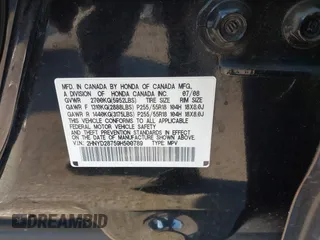 MFD. IN CANADA BY HONDA OF CANADA MFG.,
A DIVISION OF HONDA CANADA INC. 07/08
GVWR 2700KG(5952LBS) TIRE SIZE RIM SIZE
GAWR F 1310KG(2888LBS) P255/55R18 104H 18X8.0J
GAWR R 1440KG(3175LBS) P255/55R18 104H 18X8.0J
THIS VEHICLE CONFORMS TO ALL APPLICABLE
FEDERAL MOTOR VEHICLE SAFETY STANDARDS IN
EFFECT ON THE DATE OF MANUFACTURE SHOWN ABOVE.
V.I.N: 2HNYD28759H500789 TYPE: MPV
DREAMBID